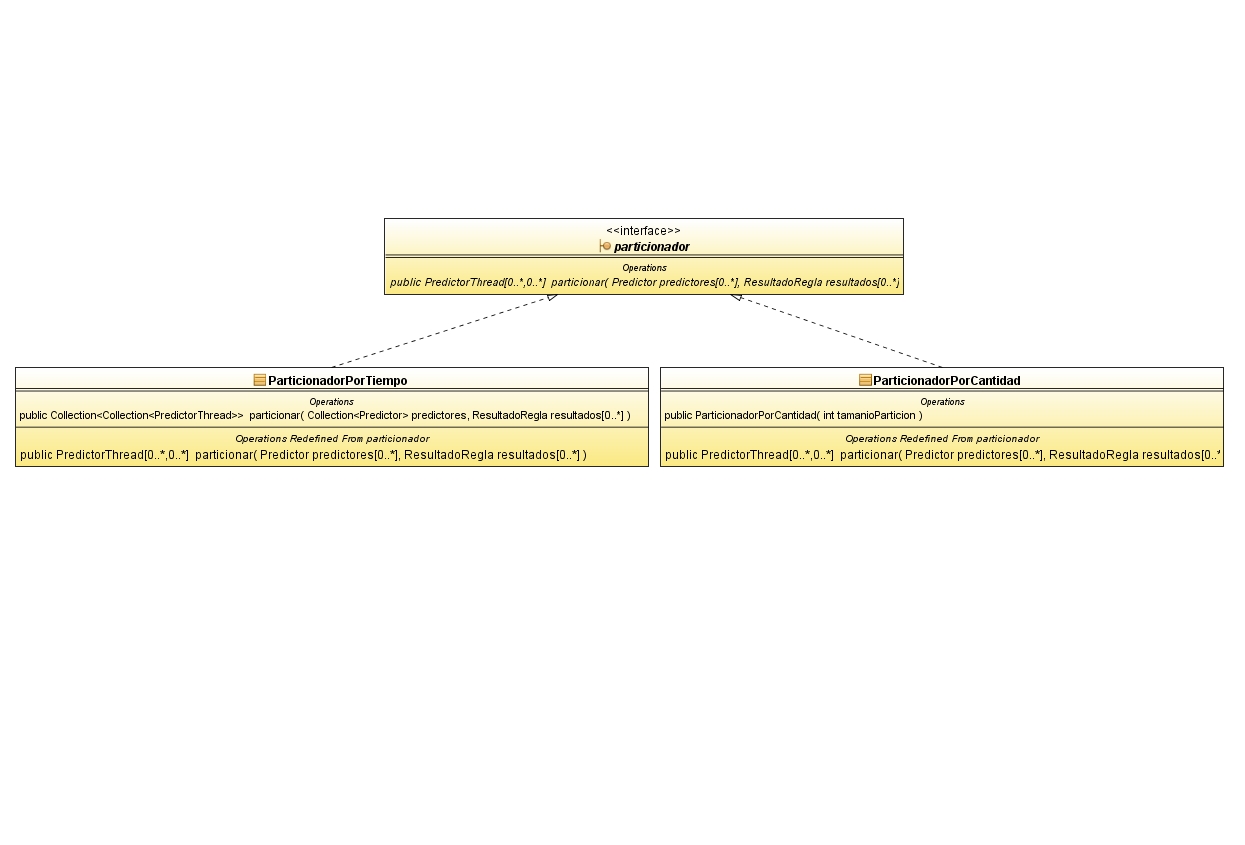 <<interface>>
particionador
Operations
public PredictorThread[0..*,0..*] particionar( Predictor predictores[0..*], ResultadoRegla resultados[0..*]
ParticionadorPorTiempo
Operations
public Collection<Collection<PredictorThread>> particionar( Collection<Predictor> predictores, ResultadoRegla resultados[0..*] )
Operations Redefined From particionador
public PredictorThread[0..*,0..*] particionar( Predictor predictores[0..*], ResultadoRegla resultados[0..*] )
ParticionadorPorCantidad
Operations
public ParticionadorPorCantidad( int tamanioParticion )
Operations Redefined From particionador
public PredictorThread[0..*,0..*] particionar( Predictor predictores[0..*], ResultadoRegla resultados[0..*